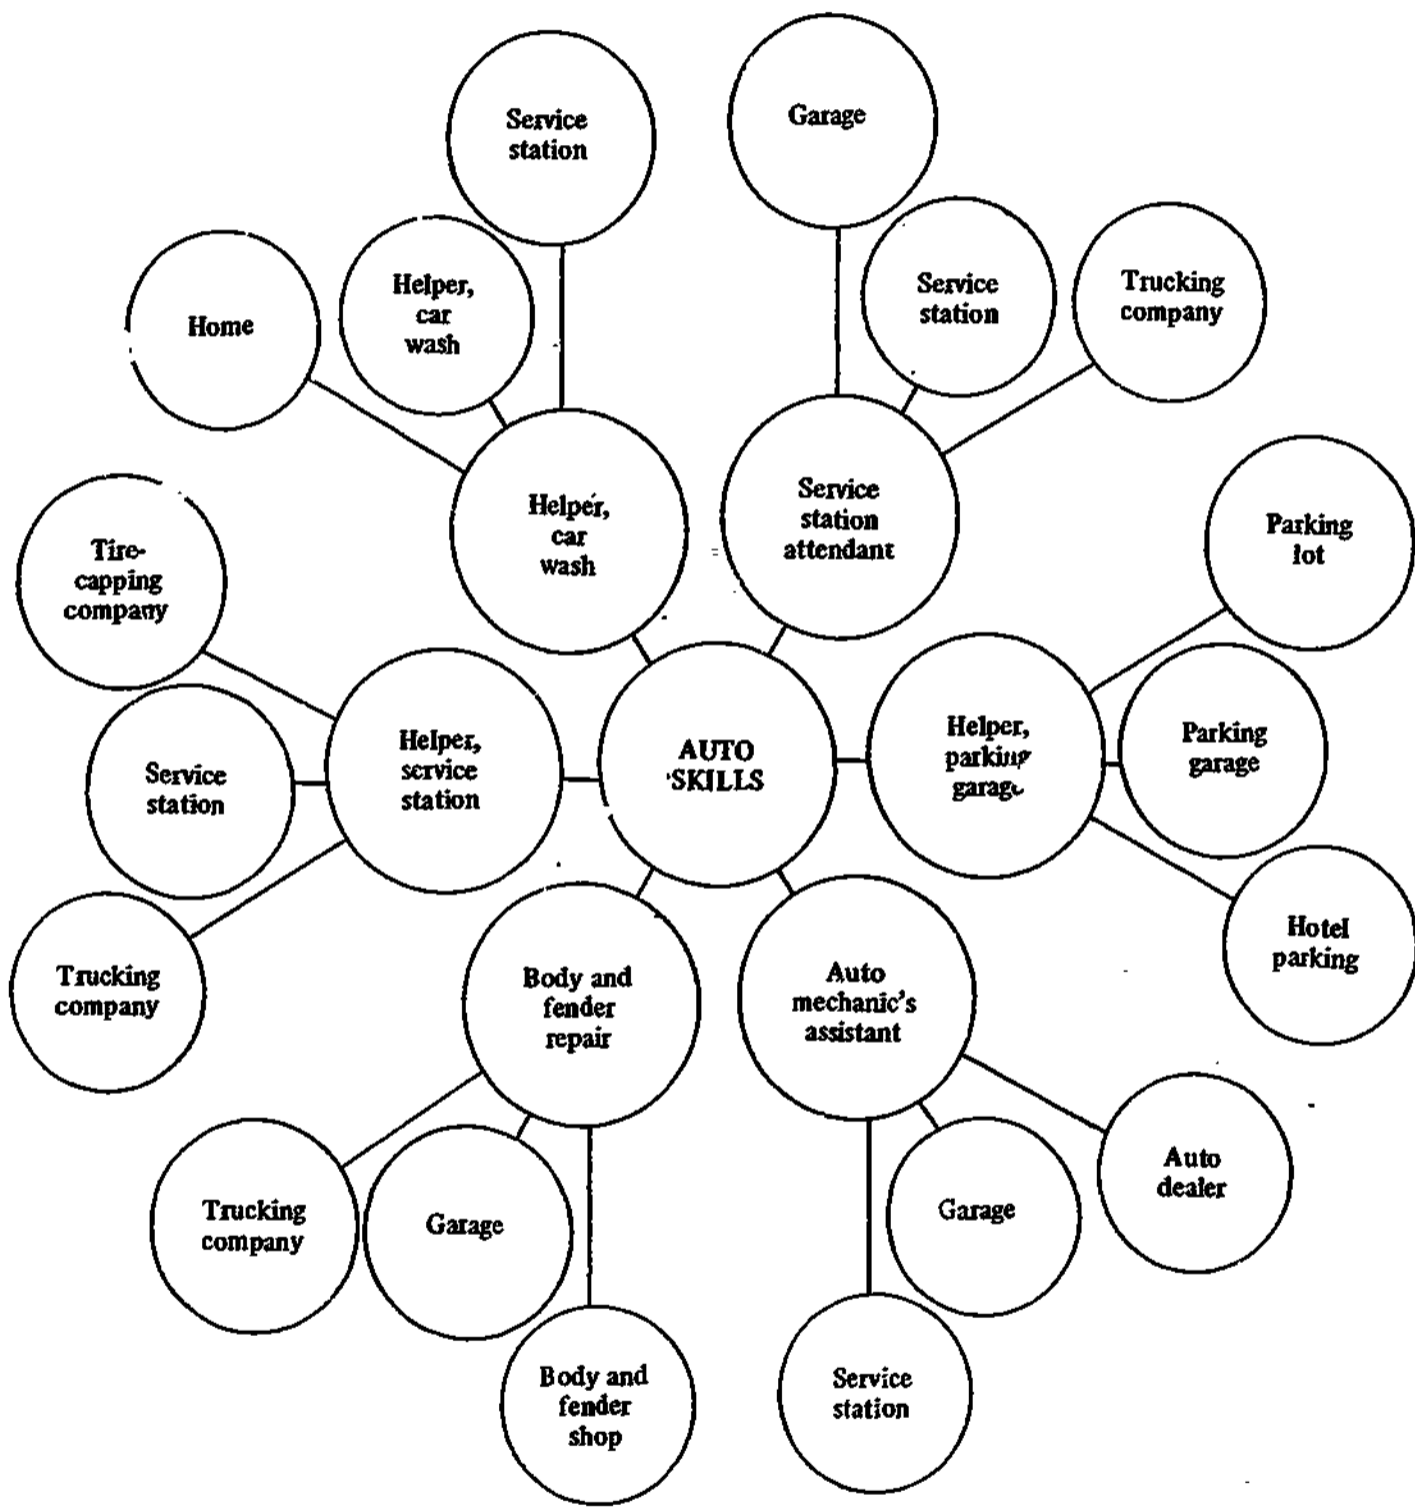 Service
station
Garage
Home
Helper,
car
wash
Service
station
Trucking
company
Helper,
car
wash
Service
station
attendant
Parking
lot
Tire-
capping
company
Helper,
service
station
AUTO
SKILLS
Helper,
parking
garage
Parking
garage
Service
station
Hotel
parking
Trucking
company
Body and
fender
repair
Auto
mechanic's
assistant
Auto
dealer
Trucking
company
Garage
Garage
Body and
fender
shop
Service
station